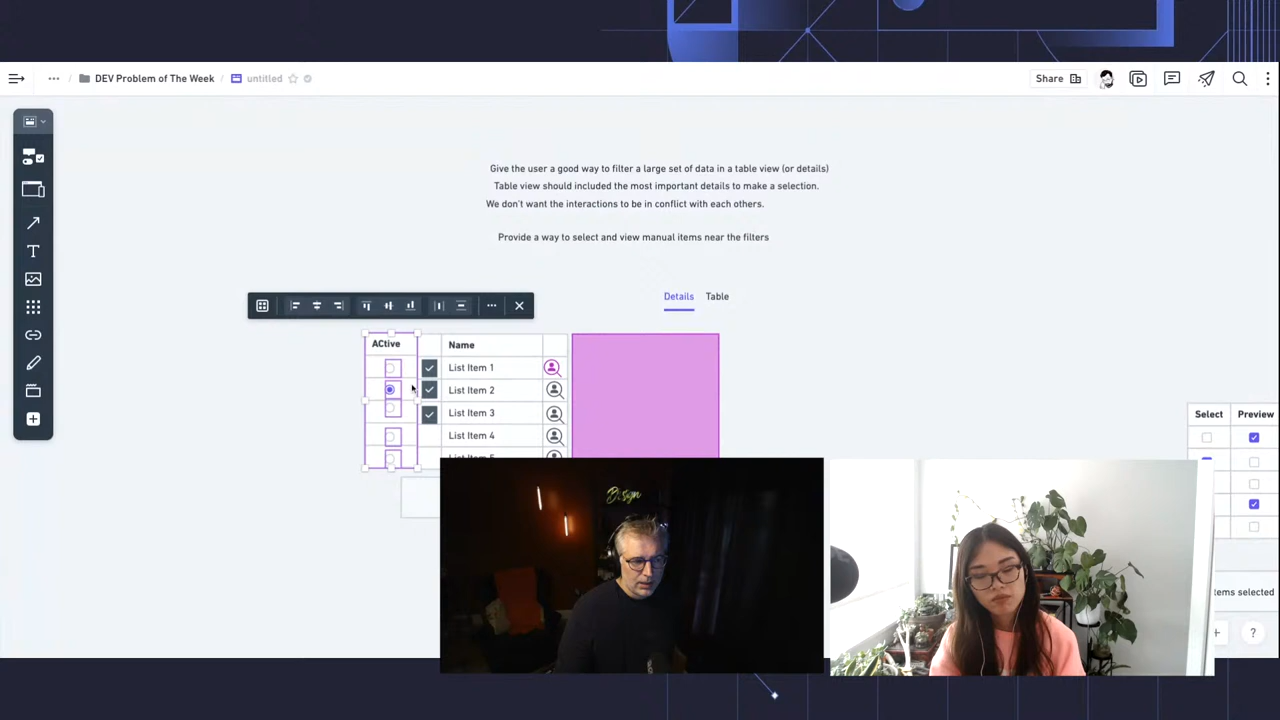 DEV Problem of The Week / untitled
Share
Give the user a good way to filter a large set of data in a table view (or details)
Table view should included the most important details to make a selection.
We don't want the interactions to be in conflict with each others.
Provide a way to select and view manual items near the filters
Details Table
ACtive Name
List Item 1
List Item 2
List Item 3
List Item 4
Select Preview
items selected
Design